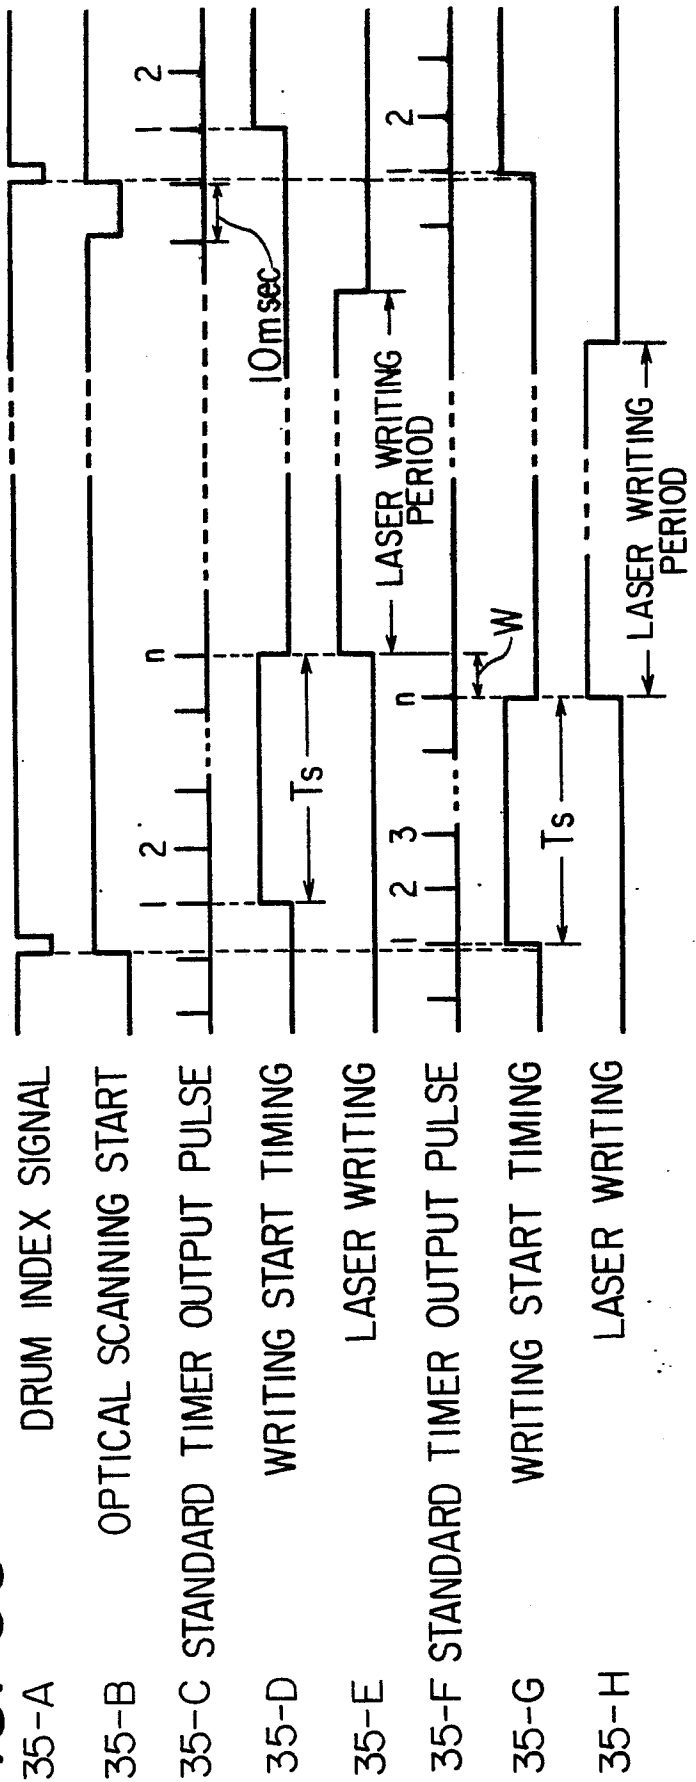 35-A DRUM INDEX SIGNAL
35-B OPTICAL SCANNING START
35-C STANDARD TIMER OUTPUT PULSE
1 2 n 1 2
10msec
35-D WRITING START TIMING
Ts
35-E LASER WRITING
LASER WRITING
PERIOD
35-F STANDARD TIMER OUTPUT PULSE
1 2 3 n 1 2
W
35-G WRITING START TIMING
Ts
35-H LASER WRITING
LASER WRITING
PERIOD